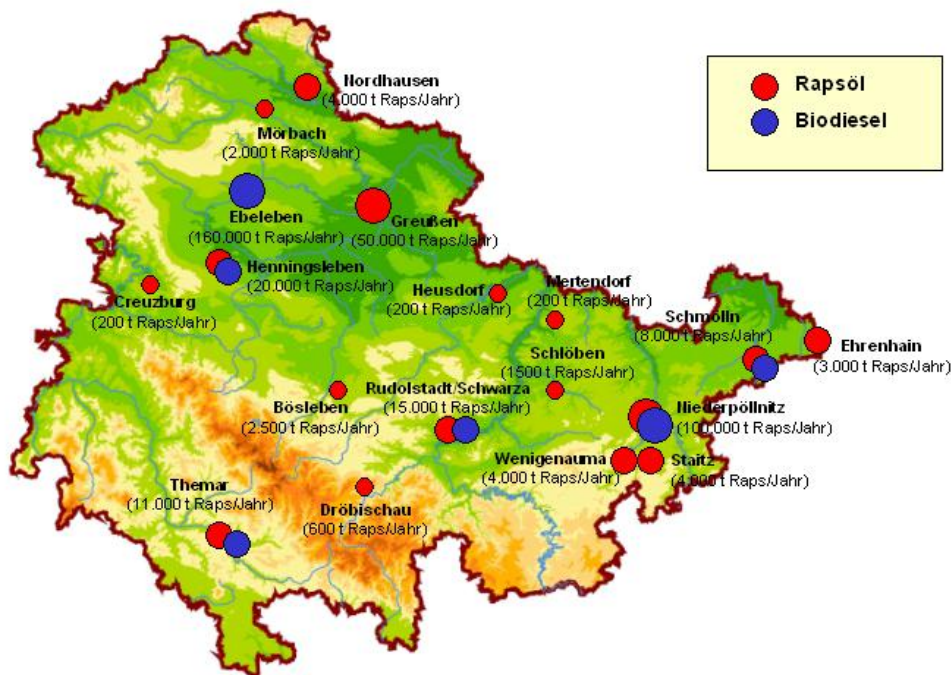 Nordhausen
(4.000 t Raps/Jahr)
Mörbach
(2.000 t Raps/Jahr)
Rapsöl
Biodiesel
Ebeleben
(160.000 t Raps/Jahr)
Greußen
(50.000 t Raps/Jahr)
Henningsleben
(20.000 t Raps/Jahr)
Creuzburg
(200 t Raps/Jahr)
Heusdorf
(200 t Raps/Jahr)
Mertendorf
(200 t Raps/Jahr)
Schmölln
(8.000 t Raps/Jahr)
Ehrenhain
(3.000 t Raps/Jahr)
Schlöben
(1500 t Raps/Jahr)
Bösleben
(2.500 t Raps/Jahr)
Rudolstadt/Schwarza
(15.000 t Raps/Jahr)
Niederpöllnitz
(100.000 t Raps/Jahr)
Wenigenauma
(4.000 t Raps/Jahr)
Staitz
(4.000 t Raps/Jahr)
Themar
(11.000 t Raps/Jahr)
Dröbischau
(600 t Raps/Jahr)